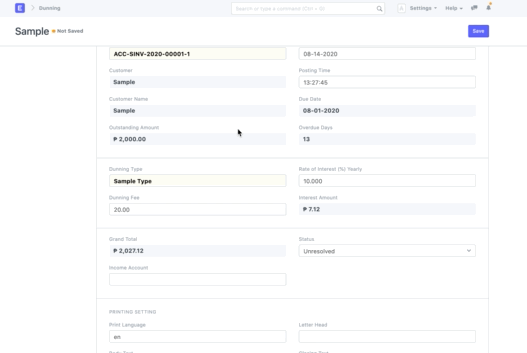 E > Dunning
Search or type a command (Ctrl + G)
A Settings Help
Sample Not Saved
Save
ACC-SINV-2020-00001-1
08-14-2020
Customer
Posting Time
Sample
13:27:45
Customer Name
Due Date
Sample
08-01-2020
Outstanding Amount
Overdue Days
₱ 2,000.00
13
Dunning Type
Rate of Interest (%) Yearly
Sample Type
10.000
Dunning Fee
Interest Amount
20.00
₱ 7.12
Grand Total
Status
₱ 2,027.12
Unresolved
Income Account
PRINTING SETTING
Print Language
Letter Head
en